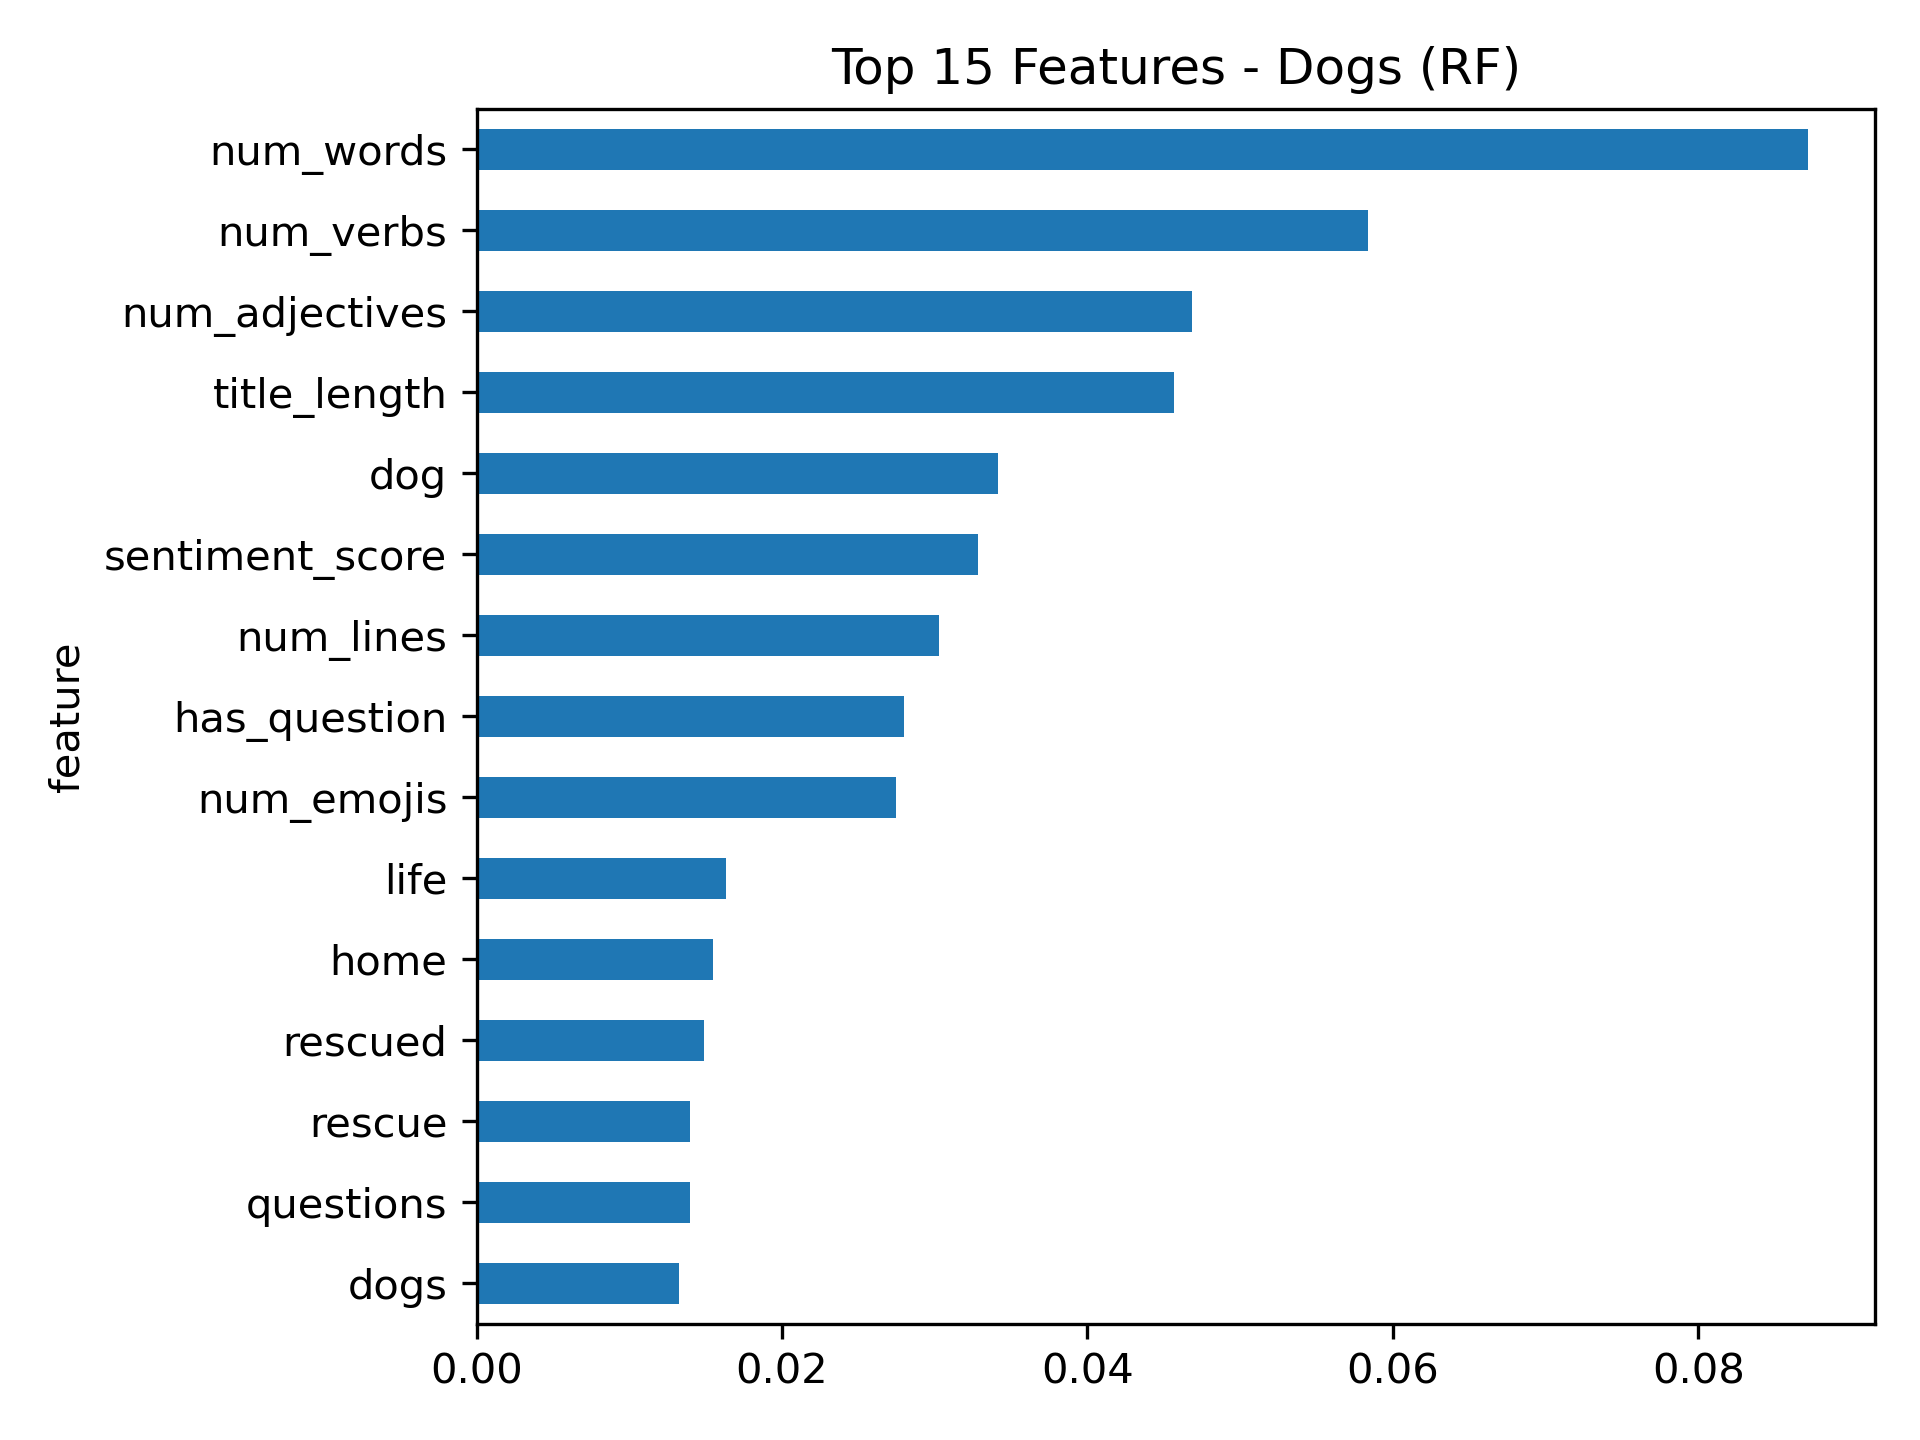 Top 15 Features - Dogs (RF)
feature
num_words
num_verbs
num_adjectives
title_length
dog
sentiment_score
num_lines
has_question
num_emojis
life
home
rescued
rescue
questions
dogs
0.00 0.02 0.04 0.06 0.08